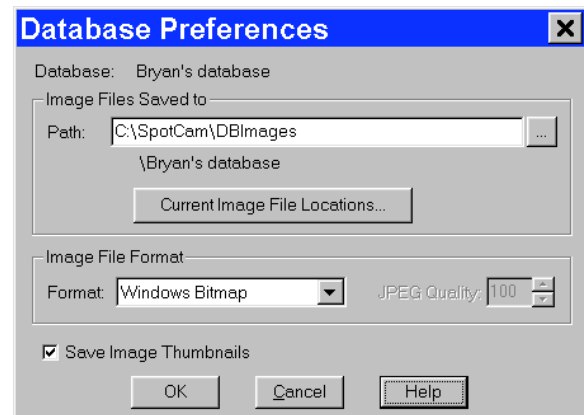 Database Preferences
Database: Bryan's database
Image Files Saved to
Path: C:\SpotCam\DBImages ...
\Bryan's database
Current Image File Locations...
Image File Format
Format: Windows Bitmap JPEG Quality: 100
Save Image Thumbnails
OK Cancel Help